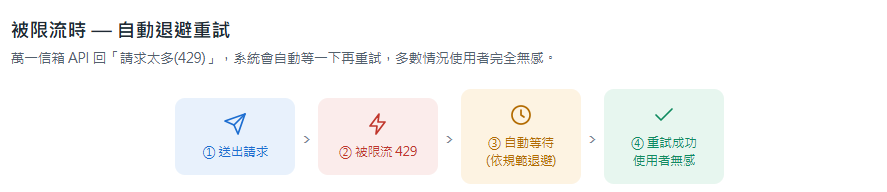 被限流時 — 自動退避重試
萬一信箱 API 回「請求太多(429)」，系統會自動等一下再重試，多數情況使用者完全無感。
① 送出請求
② 被限流 429
③ 自動等待
(依規範退避)
④ 重試成功
使用者無感